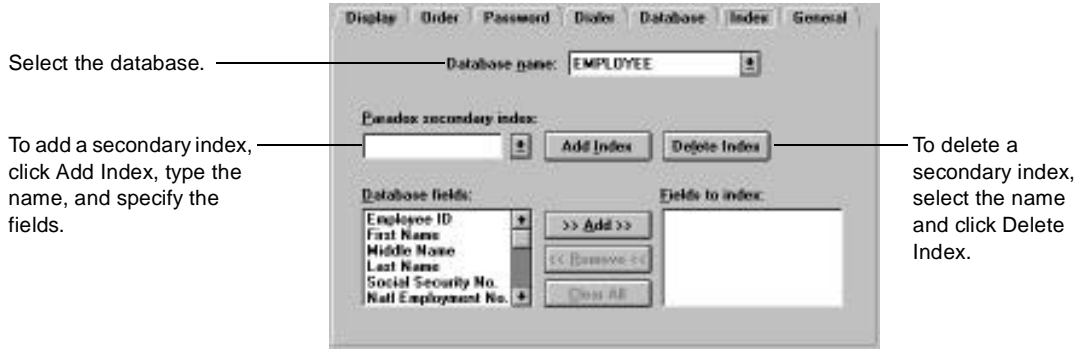 Display Order Password Dialer Database Index General
Select the database.
Database name: EMPLOYEE
Paradox secondary index:
To add a secondary index,
click Add Index, type the
name, and specify the
fields.
Add Index Delete Index
To delete a
secondary index,
select the name
and click Delete
Index.
Database fields: Fields to index:
Employee ID
First Name
Middle Name
Last Name
Social Security No.
Natl Employment No.
>> Add >>
<< Remove <<
Clear All